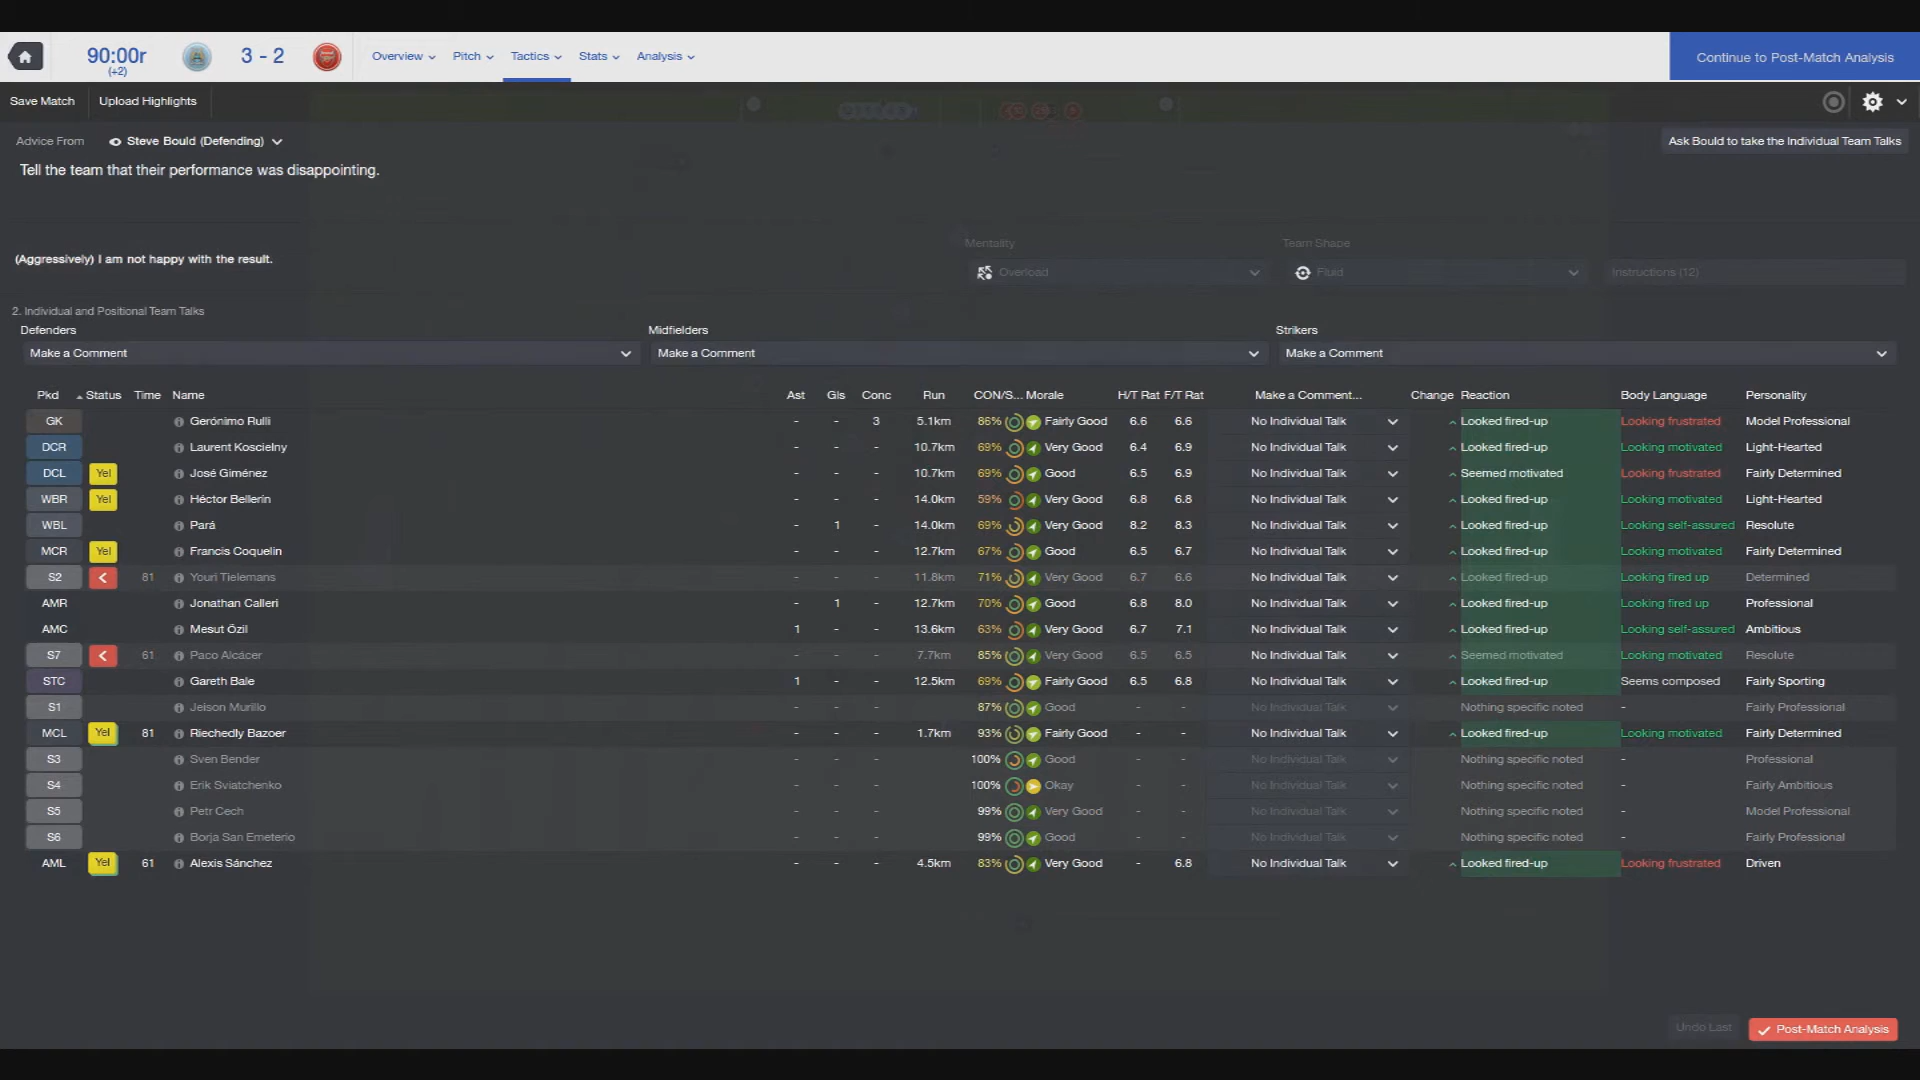 90:00r
(+2)
3 - 2
Overview Pitch Tactics Stats Analysis
Continue to Post-Match Analysis
Save Match Upload Highlights
Advice From Steve Bould (Defending)
Ask Bould to take the Individual Team Talks
Tell the team that their performance was disappointing.
Mentality Team Shape
(Aggressively) I am not happy with the result.
Overload Fluid Instructions (12)
2. Individual and Positional Team Talks
Defenders Midfielders Strikers
Make a Comment Make a Comment Make a Comment
Pkd Status Time Name Ast Gls Conc Run CON/S... Morale H/T Rat F/T Rat Make a Comment... Change Reaction Body Language Personality
GK Gerónimo Rulli - - 3 5.1km 86% Fairly Good 6.6 6.6 No Individual Talk Looked fired-up Looking frustrated Model Professional
DCR Laurent Koscielny - - - 10.7km 69% Very Good 6.4 6.9 No Individual Talk Looked fired-up Looking motivated Light-Hearted
DCL Yel José Giménez - - - 10.7km 69% Good 6.5 6.9 No Individual Talk Seemed motivated Looking frustrated Fairly Determined
WBR Yel Héctor Bellerín - - - 14.0km 59% Very Good 6.8 6.8 No Individual Talk Looked fired-up Looking motivated Light-Hearted
WBL Pará - 1 - 14.0km 69% Very Good 8.2 8.3 No Individual Talk Looked fired-up Looking self-assured Resolute
MCR Yel Francis Coquelin - - - 12.7km 67% Good 6.5 6.7 No Individual Talk Looked fired-up Looking motivated Fairly Determined
S2 81 Youri Tielemans - - - 11.8km 71% Very Good 6.7 6.6 No Individual Talk Looked fired-up Looking fired up Determined
AMR Jonathan Calleri - 1 - 12.7km 70% Good 6.8 8.0 No Individual Talk Looked fired-up Looking fired up Professional
AMC Mesut Özil 1 - - 13.6km 63% Very Good 6.7 7.1 No Individual Talk Looked fired-up Looking self-assured Ambitious
S7 61 Paco Alcácer - - - 7.7km 85% Very Good 6.5 6.5 No Individual Talk Seemed motivated Looking motivated Resolute
STC Gareth Bale 1 - - 12.5km 69% Fairly Good 6.5 6.8 No Individual Talk Looked fired-up Seems composed Fairly Sporting
S1 Jeison Murillo - - - 87% Good - - No Individual Talk Nothing specific noted - Fairly Professional
MCL Yel 81 Riechedly Bazoer - - - 1.7km 93% Fairly Good - - No Individual Talk Looked fired-up Looking motivated Fairly Determined
S3 Sven Bender - - - 100% Good - - No Individual Talk Nothing specific noted - Professional
S4 Erik Sviatchenko - - - 100% Okay - - No Individual Talk Nothing specific noted - Fairly Ambitious
S5 Petr Cech - - - 99% Very Good - - No Individual Talk Nothing specific noted - Model Professional
S6 Borja San Emeterio - - - 99% Good - - No Individual Talk Nothing specific noted - Fairly Professional
AML Yel 61 Alexis Sánchez - - - 4.5km 83% Very Good - 6.8 No Individual Talk Looked fired-up Looking frustrated Driven
Undo Last Post-Match Analysis